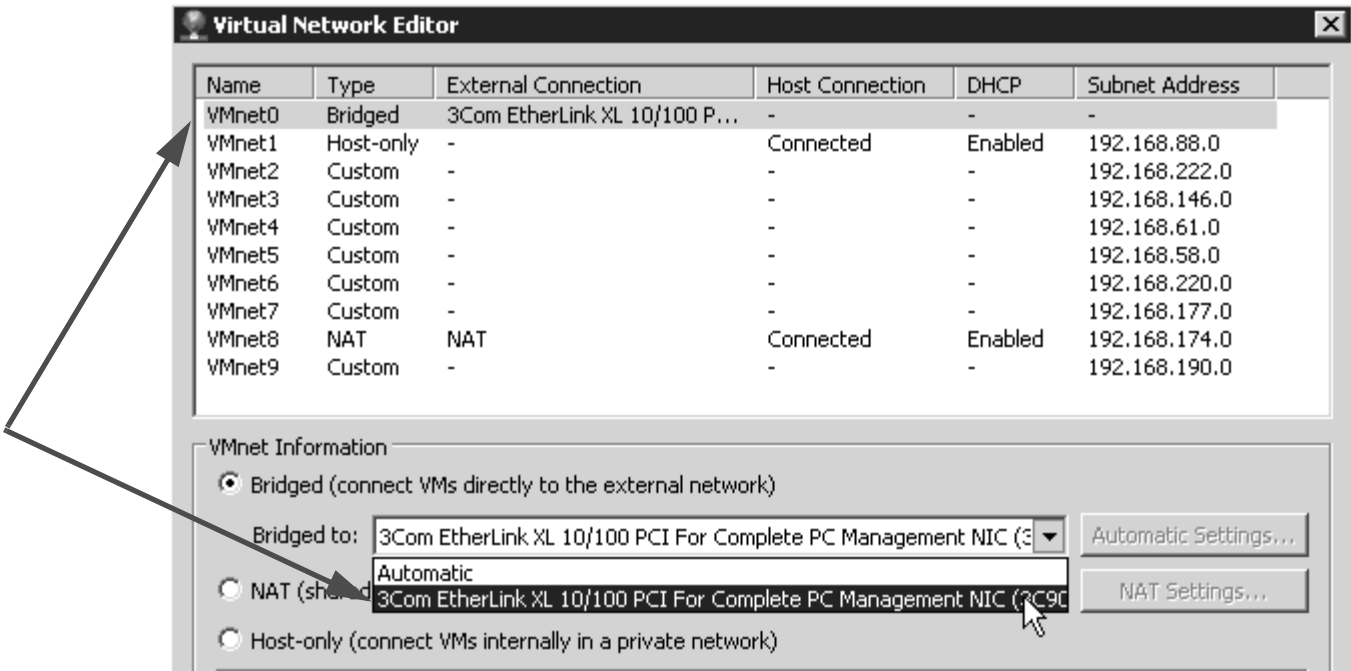 Virtual Network Editor
Name Type External Connection Host Connection DHCP Subnet Address
VMnet0 Bridged 3Com EtherLink XL 10/100 P... - - -
VMnet1 Host-only - Connected Enabled 192.168.88.0
VMnet2 Custom - - - 192.168.222.0
VMnet3 Custom - - - 192.168.146.0
VMnet4 Custom - - - 192.168.61.0
VMnet5 Custom - - - 192.168.58.0
VMnet6 Custom - - - 192.168.220.0
VMnet7 Custom - - - 192.168.177.0
VMnet8 NAT NAT Connected Enabled 192.168.174.0
VMnet9 Custom - - - 192.168.190.0
VMnet Information
Bridged (connect VMs directly to the external network)
Bridged to: 3Com EtherLink XL 10/100 PCI For Complete PC Management NIC (3 Automatic Settings...
Automatic
NAT (shared 3Com EtherLink XL 10/100 PCI For Complete PC Management NIC (3C90 NAT Settings...
Host-only (connect VMs internally in a private network)